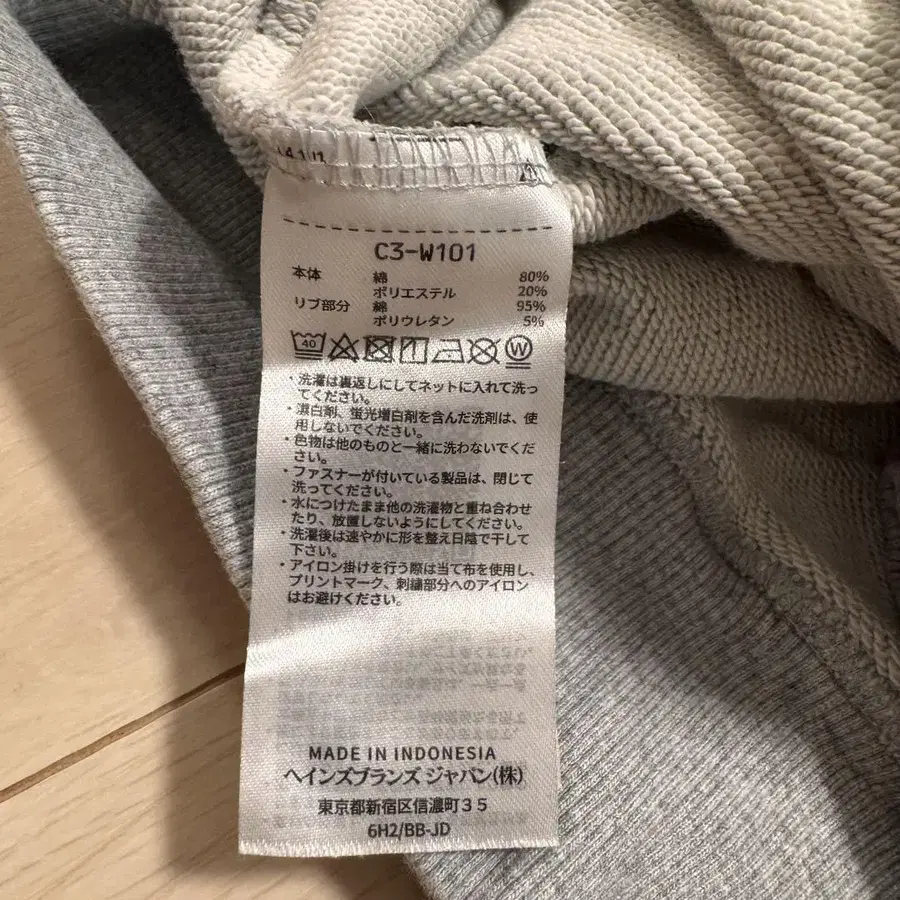 C3-W101
本体 綿 80%
ポリエステル 20%
リブ部分 綿 95%
ポリウレタン 5%
40
W
・洗濯は裏返しにしてネットに入れて洗っ
てください。
・漂白剤、蛍光増白剤を含んだ洗剤は、使
用しないでください。
・色物は他のものと一緒に洗わないでくだ
さい。
・ファスナーが付いている製品は、閉じて
洗ってください。
・水につけたまま他の洗濯物と重ね合わせ
たり、放置しないようにしてください。
・洗濯後は速やかに形を整え日陰で干して
下さい。
・アイロン掛けを行う際は当て布を使用し、
プリントマーク、刺繍部分へのアイロン
はお避けください。
MADE IN INDONESIA
ヘインズブランズ ジャパン(株)
東京都新宿区信濃町35
6H2/BB-JD